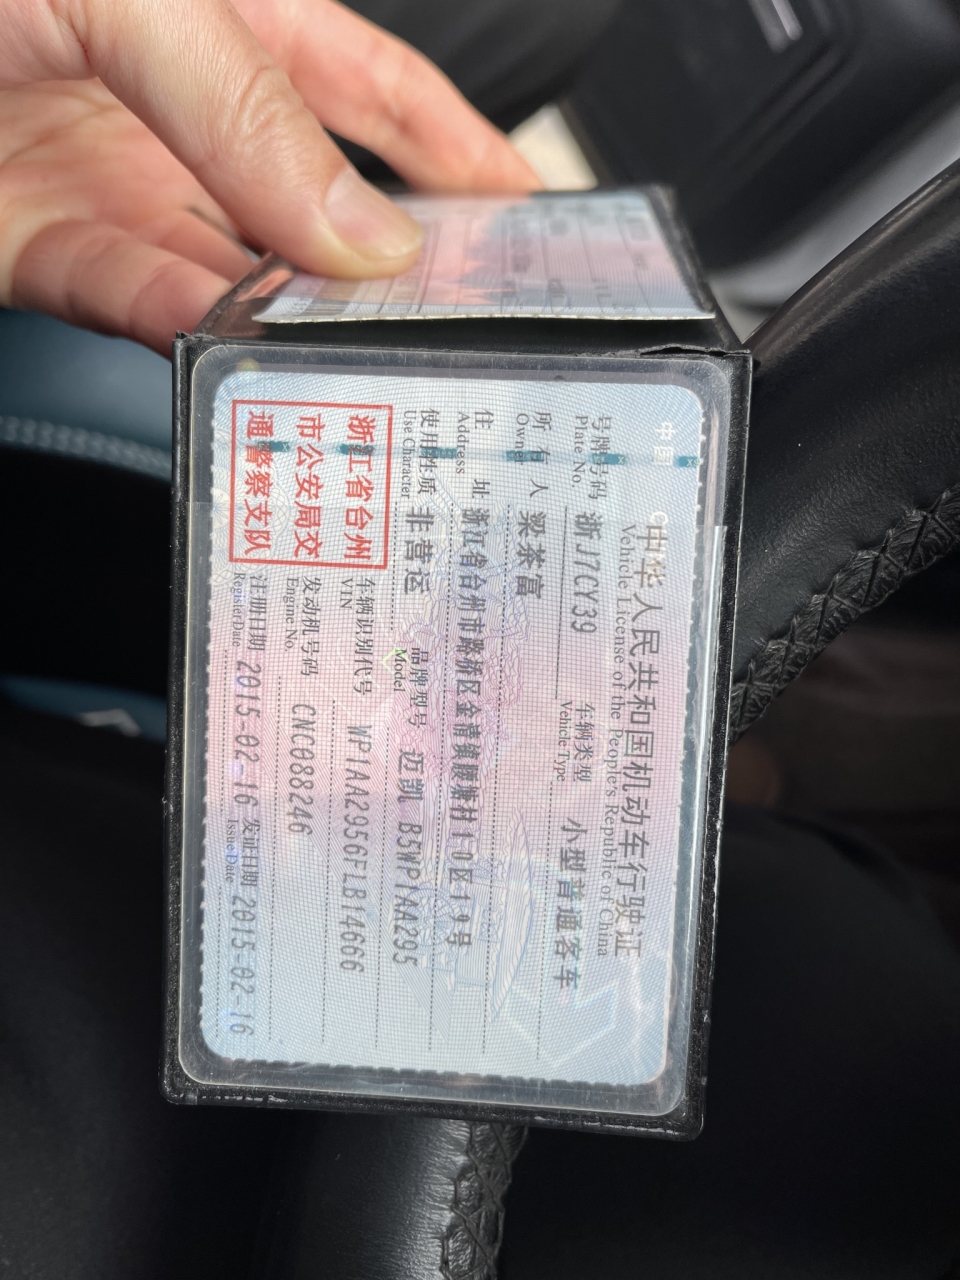 中华人民共和国机动车行驶证
Vehicle License of the People's Republic of China
号牌号码 浙J7CY39 车辆类型 小型普通客车
Plate No. Vehicle Type
所有人 梁茶富
Owner
住址 浙江省台州市路桥区金清镇腰塘村10区19号
Address
使用性质 非营运 品牌型号 迈凯 B5WP1AA295
Use Character Model
浙江省台州
市公安局交
通警察支队
车辆识别代号 WP1AA2956FLB14666
VIN
发动机号码 CNC088246
Engine No.
注册日期 2015-02-16 发证日期 2015-02-16
Register Date Issue Date